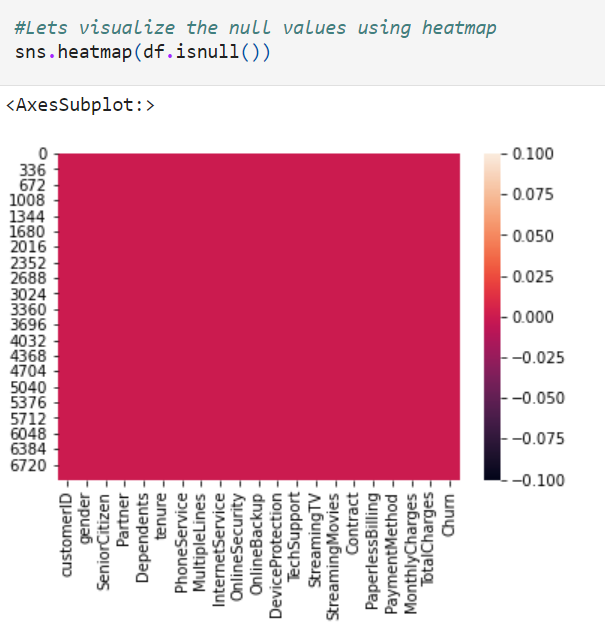 #Lets visualize the null values using heatmap
sns.heatmap(df.isnull())
<AxesSubplot:>
0
336
672
1008
1344
1680
2016
2352
2688
3024
3360
3696
4032
4368
4704
5040
5376
5712
6048
6384
6720
0.100
0.075
0.050
0.025
0.000
−0.025
−0.050
−0.075
−0.100
customerID
gender
SeniorCitizen
Partner
Dependents
tenure
PhoneService
MultipleLines
InternetService
OnlineSecurity
OnlineBackup
DeviceProtection
TechSupport
StreamingTV
StreamingMovies
Contract
PaperlessBilling
PaymentMethod
MonthlyCharges
TotalCharges
Churn